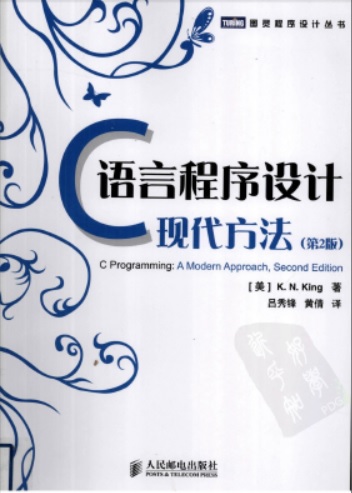 TURING 图灵程序设计丛书
C语言程序设计
现代方法(第2版)
C Programming: A Modern Approach, Second Edition
[美] K. N. King 著
吕秀锋 黄倩 译
PDG
人民邮电出版社
POSTS & TELECOM PRESS